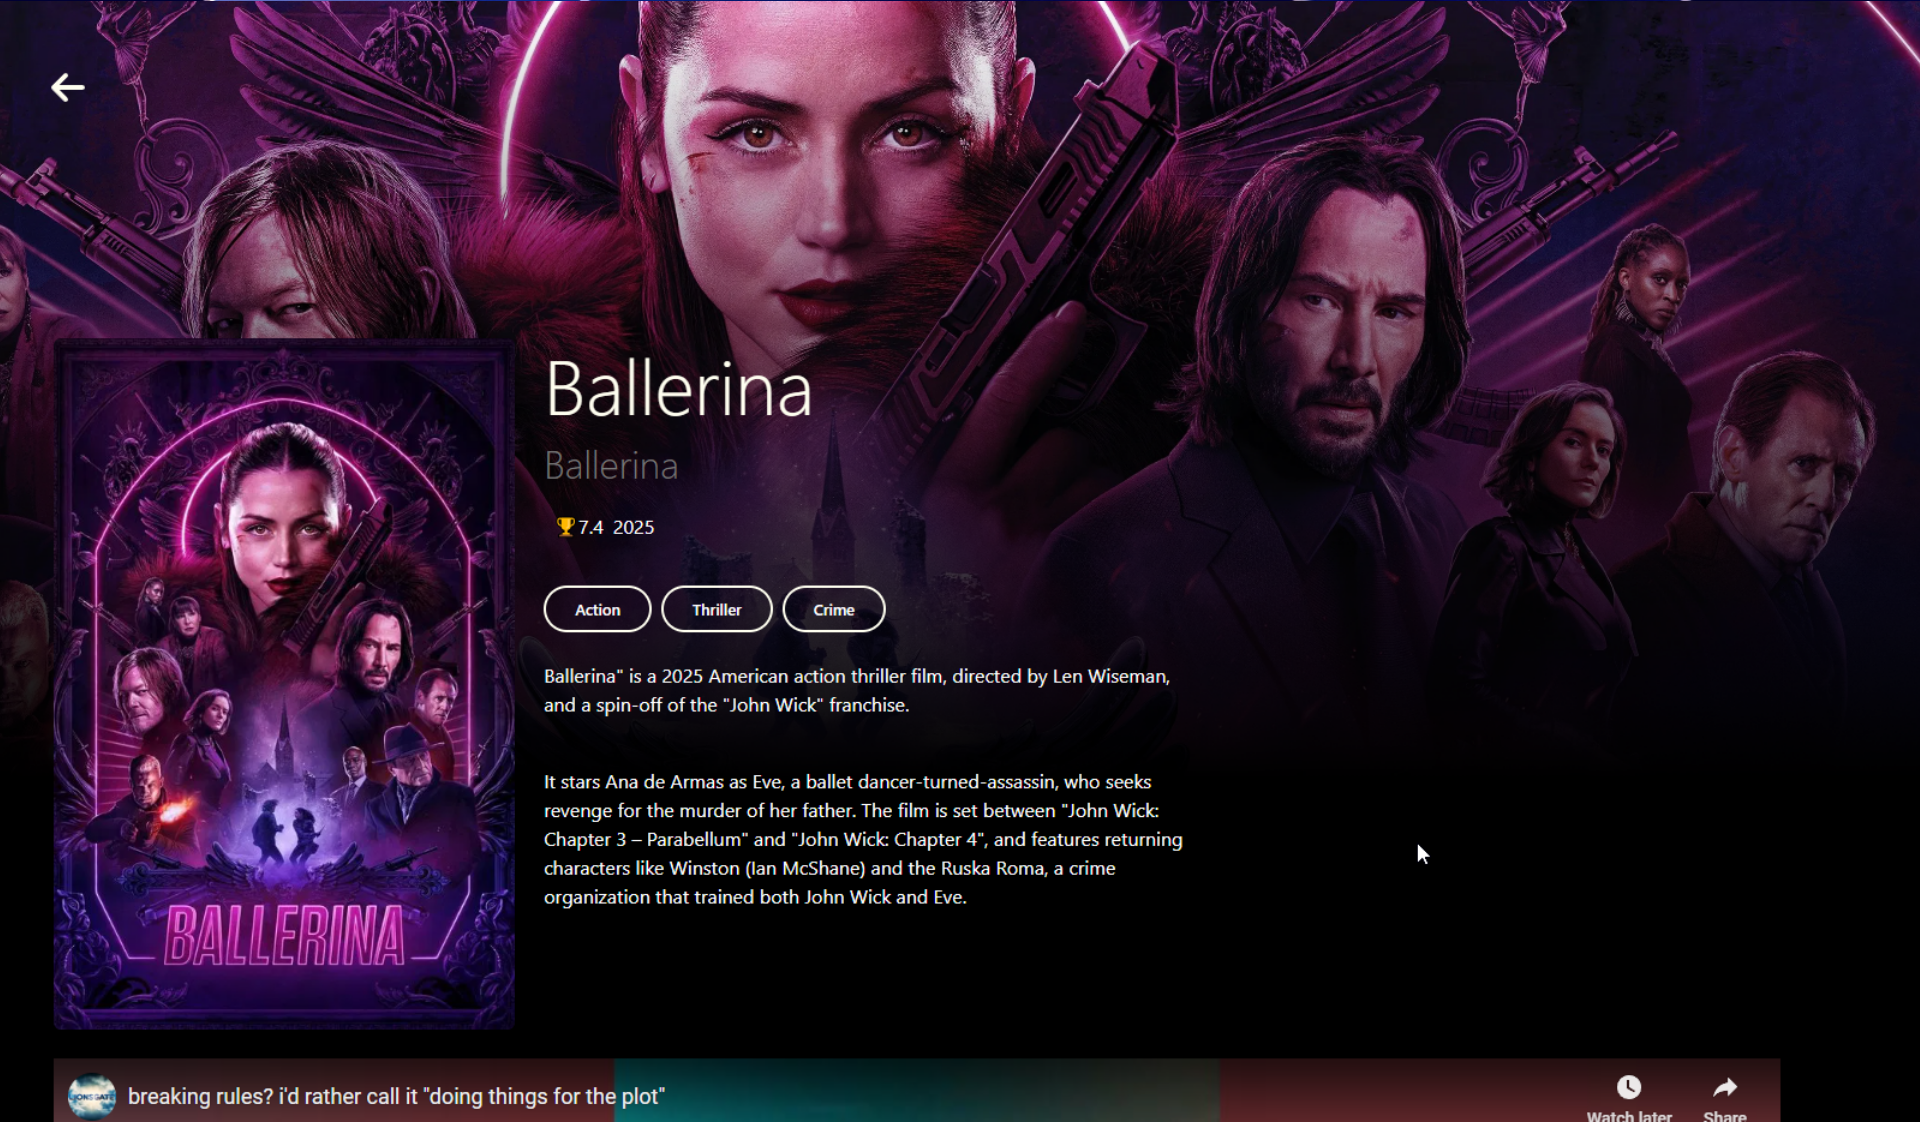 Ballerina
Ballerina
7.4 2025
Action Thriller Crime
Ballerina" is a 2025 American action thriller film, directed by Len Wiseman,
and a spin-off of the "John Wick" franchise.
It stars Ana de Armas as Eve, a ballet dancer-turned-assassin, who seeks
revenge for the murder of her father. The film is set between "John Wick:
Chapter 3 – Parabellum" and "John Wick: Chapter 4", and features returning
characters like Winston (Ian McShane) and the Ruska Roma, a crime
organization that trained both John Wick and Eve.
BALLERINA
LIONSGATE
breaking rules? i'd rather call it "doing things for the plot"
Watch later
Share